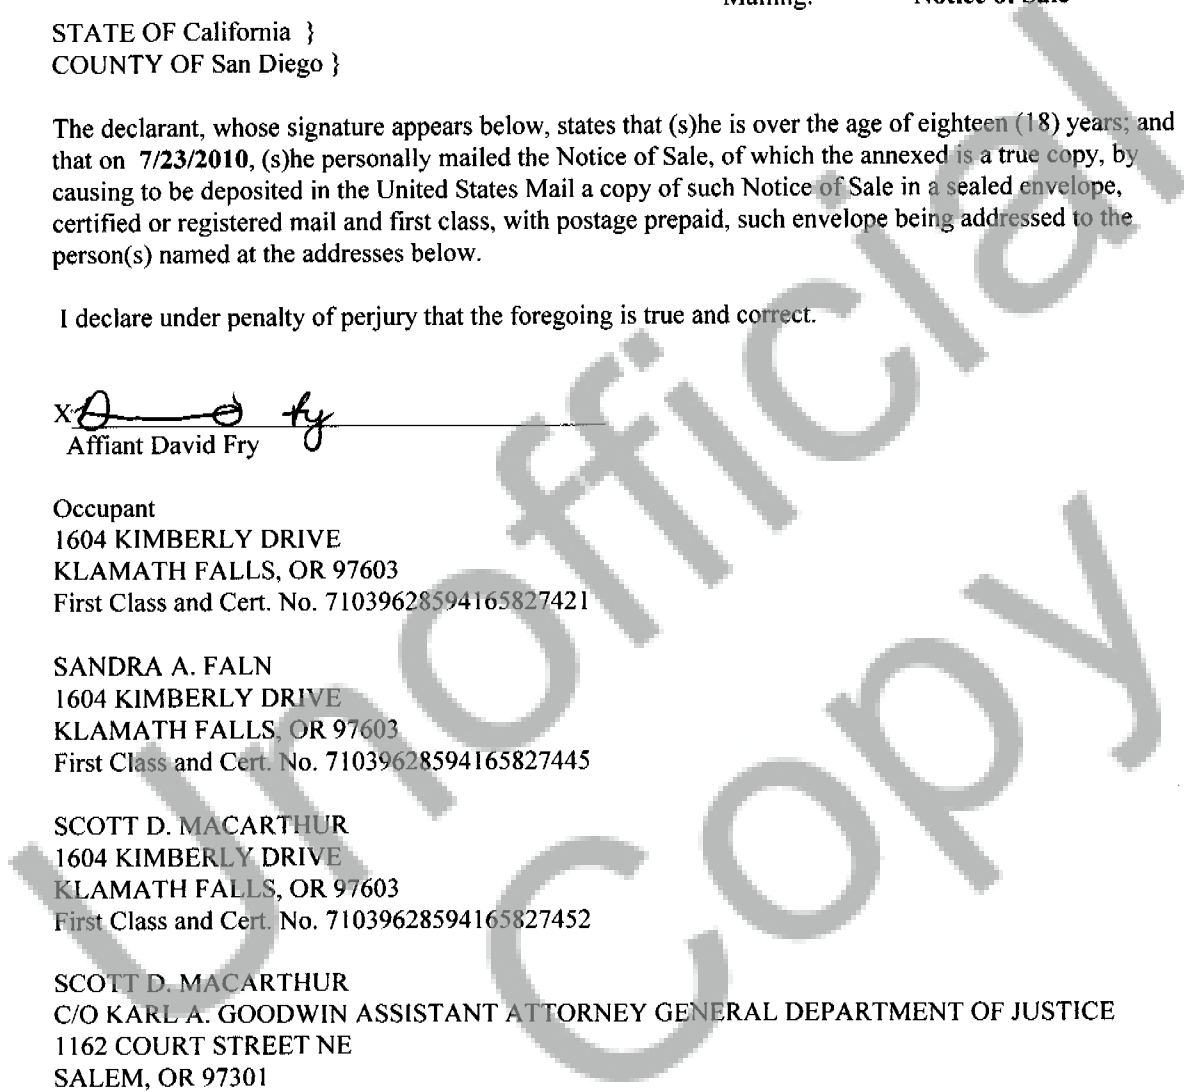 Mailing: Notice of Sale
STATE OF California }
COUNTY OF San Diego }
The declarant, whose signature appears below, states that (s)he is over the age of eighteen (18) years; and
that on 7/23/2010, (s)he personally mailed the Notice of Sale, of which the annexed is a true copy, by
causing to be deposited in the United States Mail a copy of such Notice of Sale in a sealed envelope,
certified or registered mail and first class, with postage prepaid, such envelope being addressed to the
person(s) named at the addresses below.
I declare under penalty of perjury that the foregoing is true and correct.
X
Affiant David Fry
Occupant
1604 KIMBERLY DRIVE
KLAMATH FALLS, OR 97603
First Class and Cert. No. 71039628594165827421
SANDRA A. FALN
1604 KIMBERLY DRIVE
KLAMATH FALLS, OR 97603
First Class and Cert. No. 71039628594165827445
SCOTT D. MACARTHUR
1604 KIMBERLY DRIVE
KLAMATH FALLS, OR 97603
First Class and Cert. No. 71039628594165827452
SCOTT D. MACARTHUR
C/O KARL A. GOODWIN ASSISTANT ATTORNEY GENERAL DEPARTMENT OF JUSTICE
1162 COURT STREET NE
SALEM, OR 97301
Unofficial
Copy